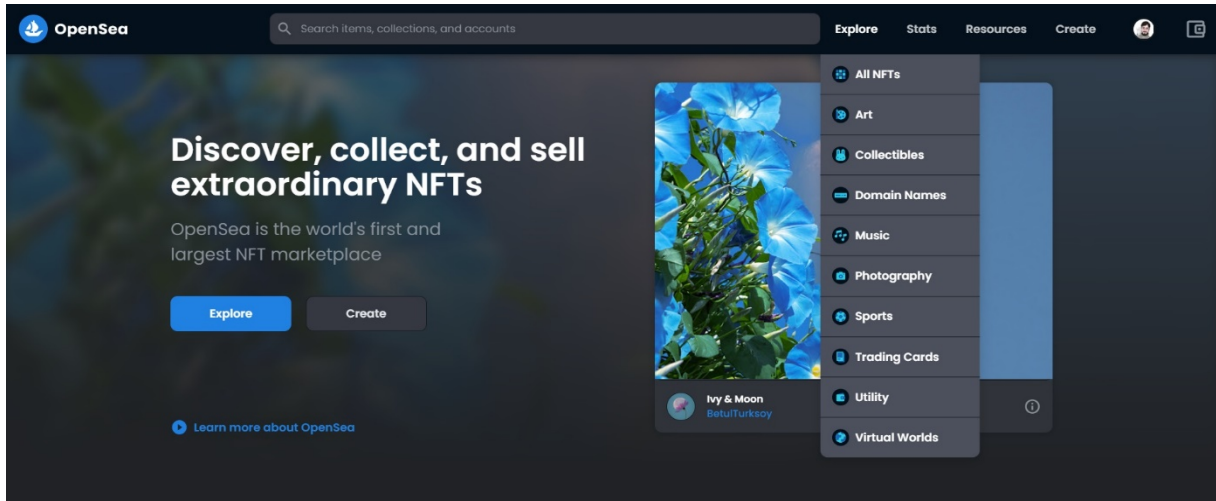 OpenSea
Search items, collections, and accounts
Explore
Stats
Resources
Create
All NFTs
Art
Collectibles
Domain Names
Music
Photography
Sports
Trading Cards
Utility
Virtual Worlds
Discover, collect, and sell
extraordinary NFTs
OpenSea is the world's first and
largest NFT marketplace
Explore
Create
Learn more about OpenSea
Ivy & Moon
BetulTurksoy